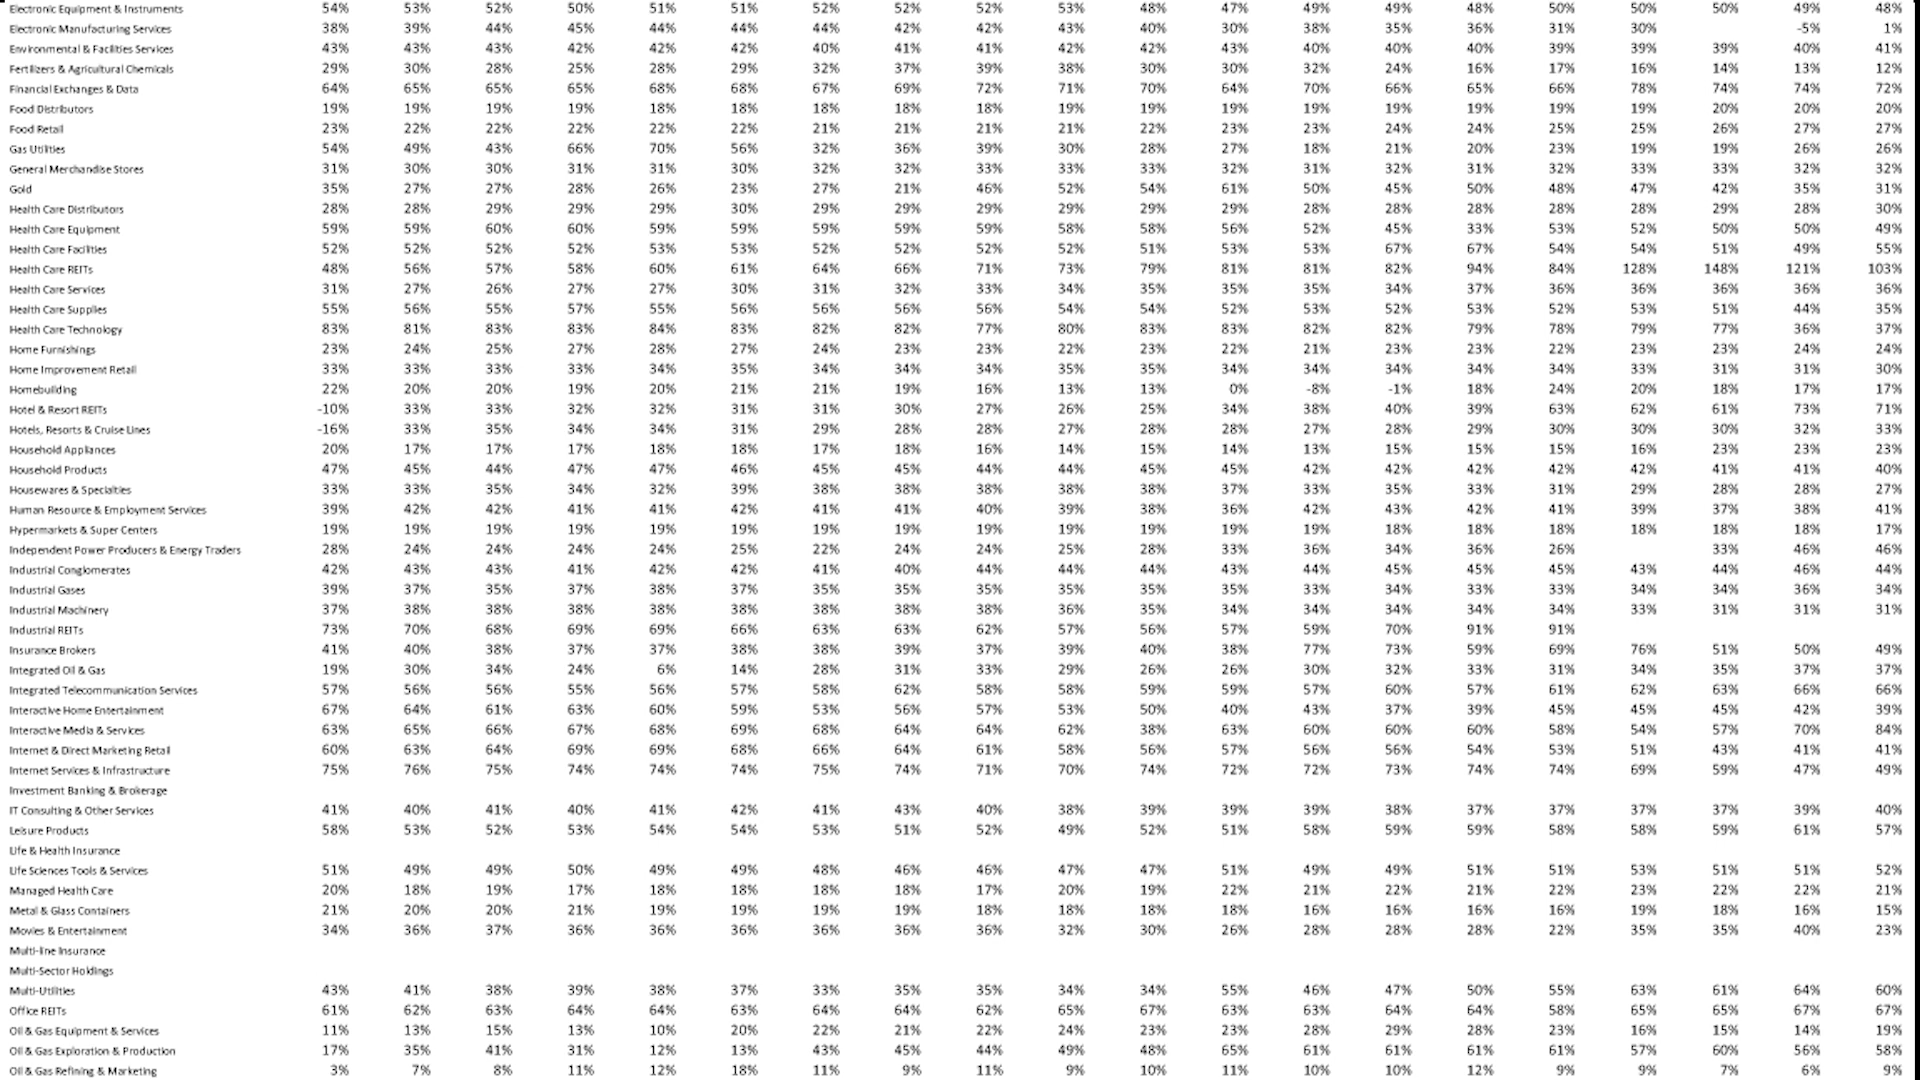 Electronic Equipment & Instruments 54% 53% 52% 50% 51% 51% 52% 52% 52% 53% 48% 47% 49% 49% 48% 50% 50% 50% 49% 48%
Electronic Manufacturing Services 38% 39% 44% 45% 44% 44% 44% 42% 42% 43% 40% 30% 38% 35% 36% 31% 30% -5% 1%
Environmental & Facilities Services 43% 43% 43% 42% 42% 42% 40% 41% 41% 42% 42% 43% 40% 40% 40% 39% 39% 39% 40% 41%
Fertilizers & Agricultural Chemicals 29% 30% 28% 25% 28% 29% 32% 37% 39% 38% 30% 30% 32% 24% 16% 17% 16% 14% 13% 12%
Financial Exchanges & Data 64% 65% 65% 65% 68% 68% 67% 69% 72% 71% 70% 64% 70% 66% 65% 66% 78% 74% 74% 72%
Food Distributors 19% 19% 19% 19% 18% 18% 18% 18% 18% 19% 19% 19% 19% 19% 19% 19% 19% 20% 20% 20%
Food Retail 23% 22% 22% 22% 22% 22% 21% 21% 21% 21% 22% 23% 23% 24% 24% 25% 25% 26% 27% 27%
Gas Utilities 54% 49% 43% 66% 70% 56% 32% 36% 39% 30% 28% 27% 18% 21% 20% 23% 19% 19% 26% 26%
General Merchandise Stores 31% 30% 30% 31% 31% 30% 32% 32% 33% 33% 33% 32% 31% 32% 31% 32% 33% 33% 32% 32%
Gold 35% 27% 27% 28% 26% 23% 27% 21% 46% 52% 54% 61% 50% 45% 50% 48% 47% 42% 35% 31%
Health Care Distributors 28% 28% 29% 29% 29% 30% 29% 29% 29% 29% 29% 29% 28% 28% 28% 28% 28% 29% 28% 30%
Health Care Equipment 59% 59% 60% 60% 59% 59% 59% 59% 59% 58% 58% 56% 52% 45% 33% 53% 52% 50% 50% 49%
Health Care Facilities 52% 52% 52% 52% 53% 53% 52% 52% 52% 52% 51% 53% 53% 67% 67% 54% 54% 51% 49% 55%
Health Care REITs 48% 56% 57% 58% 60% 61% 64% 66% 71% 73% 79% 81% 81% 82% 94% 84% 128% 148% 121% 103%
Health Care Services 31% 27% 26% 27% 27% 30% 31% 32% 33% 34% 35% 35% 35% 34% 37% 36% 36% 36% 36% 36%
Health Care Supplies 55% 56% 55% 57% 55% 56% 56% 56% 56% 54% 54% 52% 53% 52% 53% 52% 53% 51% 44% 35%
Health Care Technology 83% 81% 83% 83% 84% 83% 82% 82% 77% 80% 83% 83% 82% 82% 79% 78% 79% 77% 36% 37%
Home Furnishings 23% 24% 25% 27% 28% 27% 24% 23% 23% 22% 23% 22% 21% 23% 23% 22% 23% 23% 24% 24%
Home Improvement Retail 33% 33% 33% 33% 34% 35% 34% 34% 34% 35% 35% 34% 34% 34% 34% 34% 33% 31% 31% 30%
Homebuilding 22% 20% 20% 19% 20% 21% 21% 19% 16% 13% 13% 0% -8% -1% 18% 24% 20% 18% 17% 17%
Hotel & Resort REITs -10% 33% 33% 32% 32% 31% 31% 30% 27% 26% 25% 34% 38% 40% 39% 63% 62% 61% 73% 71%
Hotels, Resorts & Cruise Lines -16% 33% 35% 34% 34% 31% 29% 28% 28% 27% 28% 28% 27% 28% 29% 30% 30% 30% 32% 33%
Household Appliances 20% 17% 17% 17% 18% 18% 17% 18% 16% 14% 15% 14% 13% 15% 15% 15% 16% 23% 23% 23%
Household Products 47% 45% 44% 47% 47% 46% 45% 45% 44% 44% 45% 45% 42% 42% 42% 42% 42% 41% 41% 40%
Housewares & Specialties 33% 33% 35% 34% 32% 39% 38% 38% 38% 38% 38% 37% 33% 35% 33% 31% 29% 28% 28% 27%
Human Resource & Employment Services 39% 42% 42% 41% 41% 42% 41% 41% 40% 39% 38% 36% 42% 43% 42% 41% 39% 37% 38% 41%
Hypermarkets & Super Centers 19% 19% 19% 19% 19% 19% 19% 19% 19% 19% 19% 19% 19% 18% 18% 18% 18% 18% 18% 17%
Independent Power Producers & Energy Traders 28% 24% 24% 24% 24% 25% 22% 24% 24% 25% 28% 33% 36% 34% 36% 26% 33% 46% 46%
Industrial Conglomerates 42% 43% 43% 41% 42% 42% 41% 40% 44% 44% 44% 43% 44% 45% 45% 45% 43% 44% 46% 44%
Industrial Gases 39% 37% 35% 37% 38% 37% 35% 35% 35% 35% 35% 35% 33% 34% 33% 33% 34% 34% 36% 34%
Industrial Machinery 37% 38% 38% 38% 38% 38% 38% 38% 38% 36% 35% 34% 34% 34% 34% 34% 33% 31% 31% 31%
Industrial REITs 73% 70% 68% 69% 69% 66% 63% 63% 62% 57% 56% 57% 59% 70% 91% 91%
Insurance Brokers 41% 40% 38% 37% 37% 38% 38% 39% 37% 39% 40% 38% 77% 73% 59% 69% 76% 51% 50% 49%
Integrated Oil & Gas 19% 30% 34% 24% 6% 14% 28% 31% 33% 29% 26% 26% 30% 32% 33% 31% 34% 35% 37% 37%
Integrated Telecommunication Services 57% 56% 56% 55% 56% 57% 58% 62% 58% 58% 59% 59% 57% 60% 57% 61% 62% 63% 66% 66%
Interactive Home Entertainment 67% 64% 61% 63% 60% 59% 53% 56% 57% 53% 50% 40% 43% 37% 39% 45% 45% 45% 42% 39%
Interactive Media & Services 63% 65% 66% 67% 68% 69% 68% 64% 64% 62% 38% 63% 60% 60% 60% 58% 54% 57% 70% 84%
Internet & Direct Marketing Retail 60% 63% 64% 69% 69% 68% 66% 64% 61% 58% 56% 57% 56% 56% 54% 53% 51% 43% 41% 41%
Internet Services & Infrastructure 75% 76% 75% 74% 74% 74% 75% 74% 71% 70% 74% 72% 72% 73% 74% 74% 69% 59% 47% 49%
Investment Banking & Brokerage
IT Consulting & Other Services 41% 40% 41% 40% 41% 42% 41% 43% 40% 38% 39% 39% 39% 38% 37% 37% 37% 37% 39% 40%
Leisure Products 58% 53% 52% 53% 54% 54% 53% 51% 52% 49% 52% 51% 58% 59% 59% 58% 58% 59% 61% 57%
Life & Health Insurance
Life Sciences Tools & Services 51% 49% 49% 50% 49% 49% 48% 46% 46% 47% 47% 51% 49% 49% 51% 51% 53% 51% 51% 52%
Managed Health Care 20% 18% 19% 17% 18% 18% 18% 18% 17% 20% 19% 22% 21% 22% 21% 22% 23% 22% 22% 21%
Metal & Glass Containers 21% 20% 20% 21% 19% 19% 19% 19% 18% 18% 18% 18% 16% 16% 16% 16% 19% 18% 16% 15%
Movies & Entertainment 34% 36% 37% 36% 36% 36% 36% 36% 36% 32% 30% 26% 28% 28% 28% 22% 35% 35% 40% 23%
Multi-line Insurance
Multi-Sector Holdings
Multi-Utilities 43% 41% 38% 39% 38% 37% 33% 35% 35% 34% 34% 55% 46% 47% 50% 55% 63% 61% 64% 60%
Office REITs 61% 62% 63% 64% 64% 63% 64% 64% 62% 65% 67% 63% 63% 64% 64% 58% 65% 65% 67% 67%
Oil & Gas Equipment & Services 11% 13% 15% 13% 10% 20% 22% 21% 22% 24% 23% 23% 28% 29% 28% 23% 16% 15% 14% 19%
Oil & Gas Exploration & Production 17% 35% 41% 31% 12% 13% 43% 45% 44% 49% 48% 65% 61% 61% 61% 61% 57% 60% 56% 58%
Oil & Gas Refining & Marketing 3% 7% 8% 11% 12% 18% 11% 9% 11% 9% 10% 11% 10% 10% 12% 9% 9% 7% 6% 9%